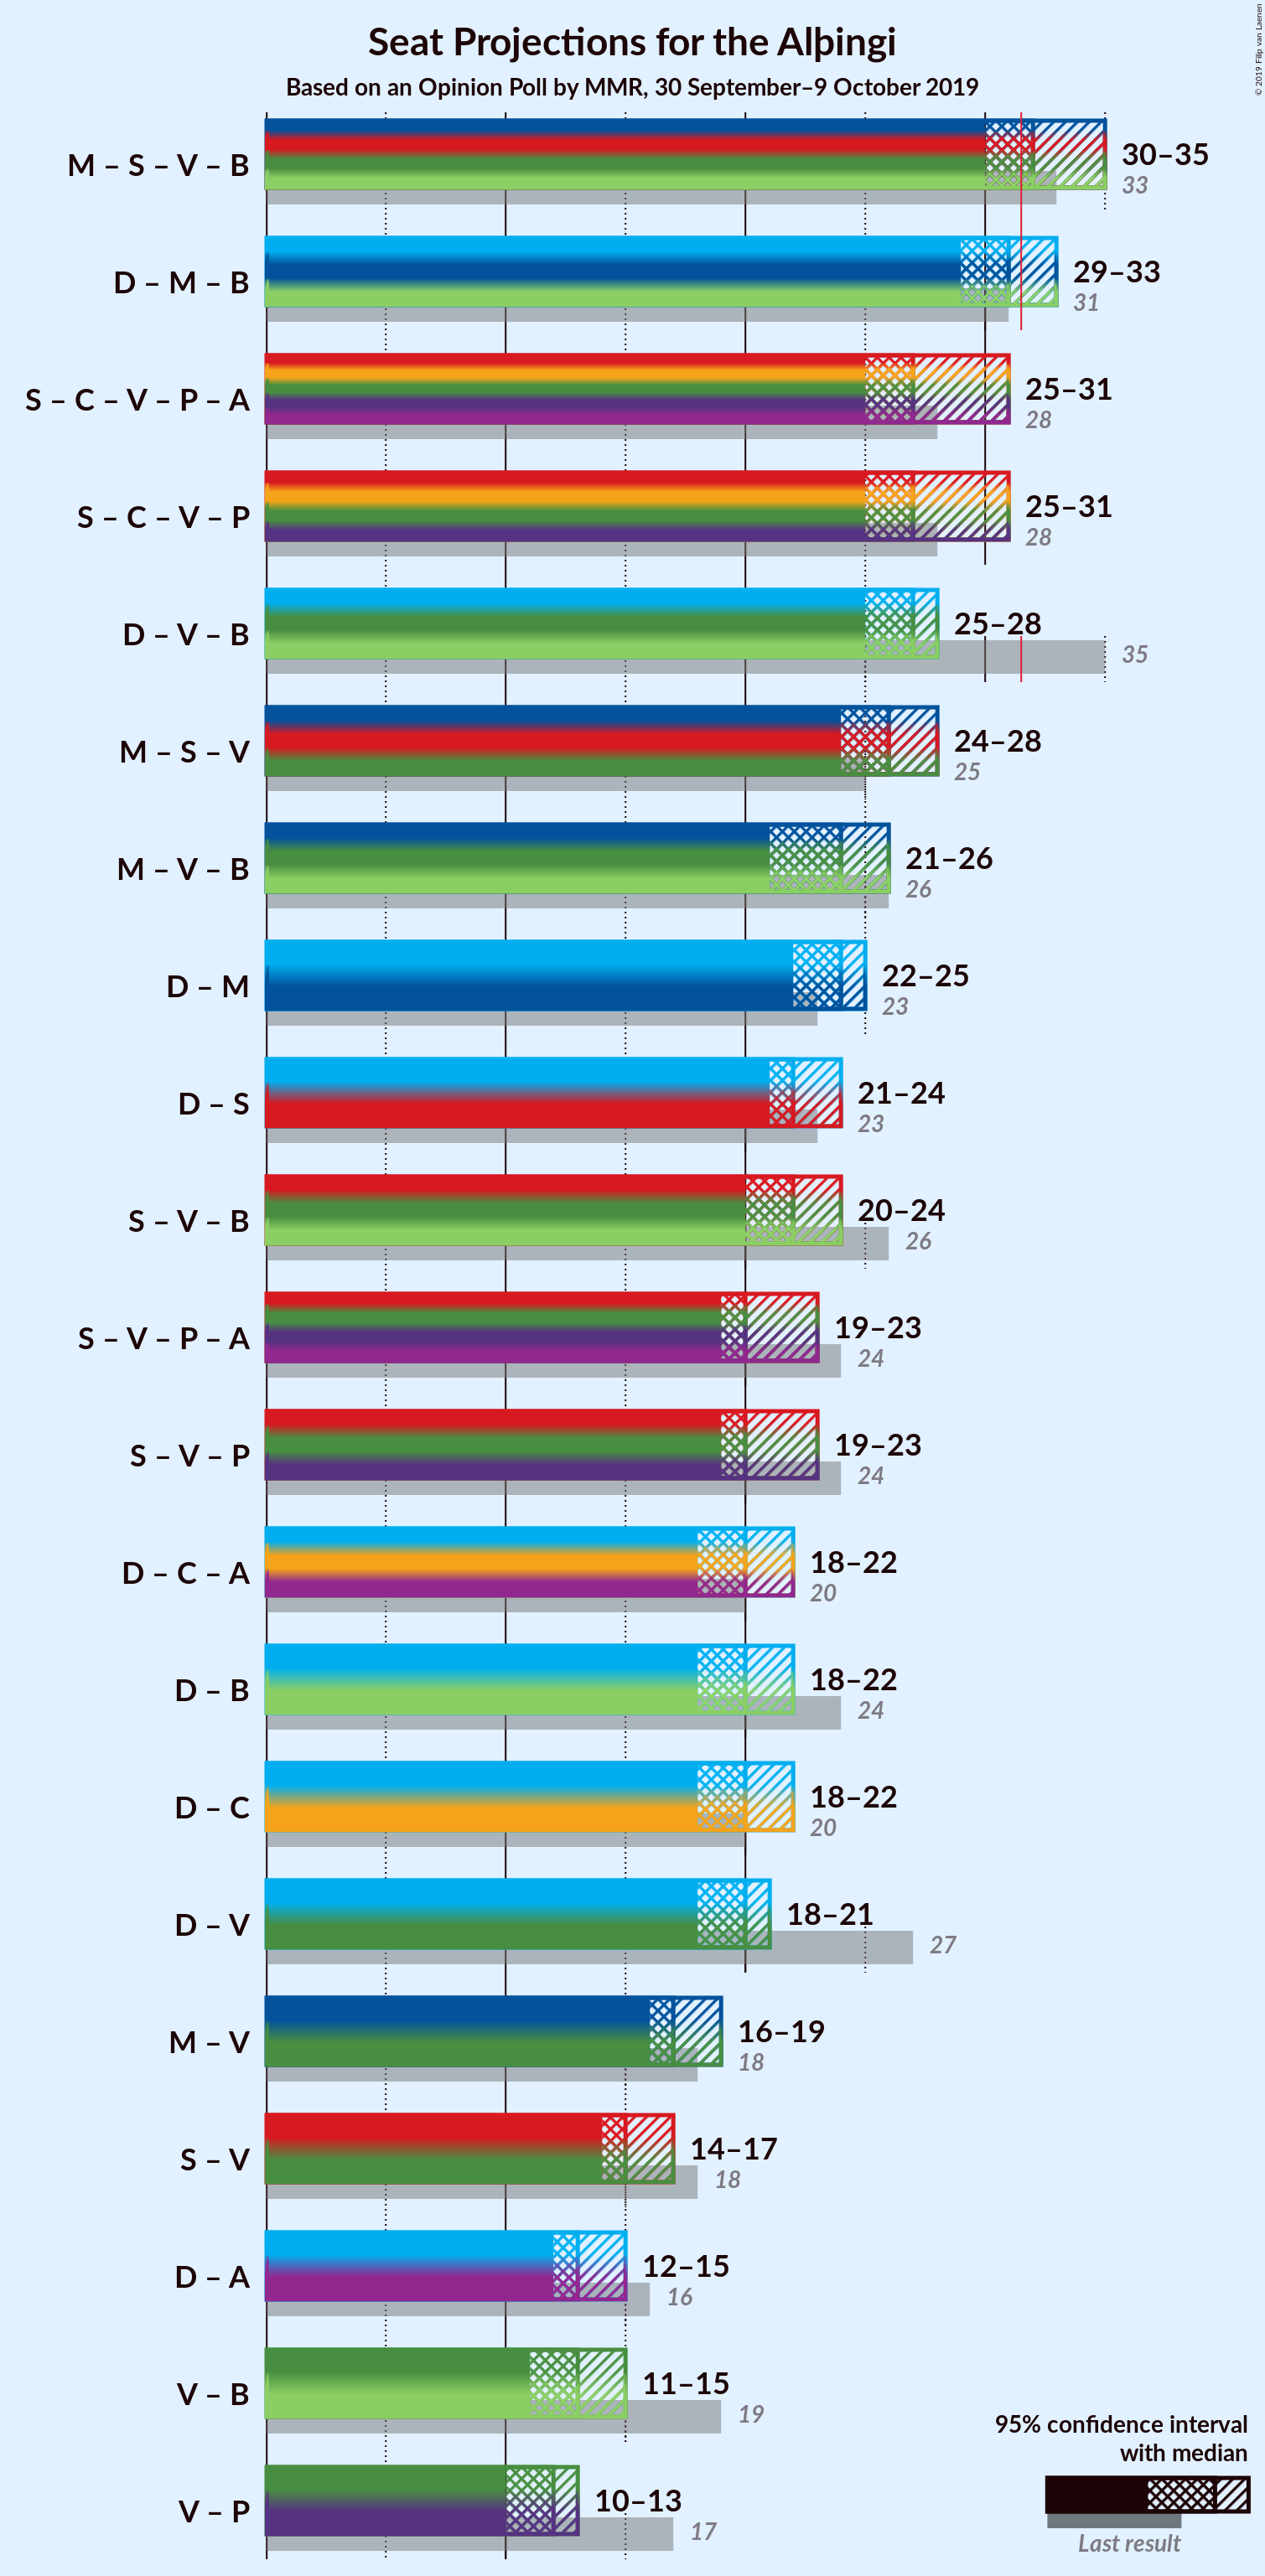 Seat Projections for the Alþingi
Based on an Opinion Poll by MMR, 30 September–9 October 2019
© 2019 Filip van Laenen
M – S – V – B
30–35
33
D – M – B
29–33
31
S – C – V – P – A
25–31
28
S – C – V – P
25–31
28
D – V – B
25–28
35
M – S – V
24–28
25
M – V – B
21–26
26
D – M
22–25
23
D – S
21–24
23
S – V – B
20–24
26
S – V – P – A
19–23
24
S – V – P
19–23
24
D – C – A
18–22
20
D – B
18–22
24
D – C
18–22
20
D – V
18–21
27
M – V
16–19
18
S – V
14–17
18
D – A
12–15
16
V – B
11–15
19
V – P
10–13
17
95% confidence interval
with median
Last result